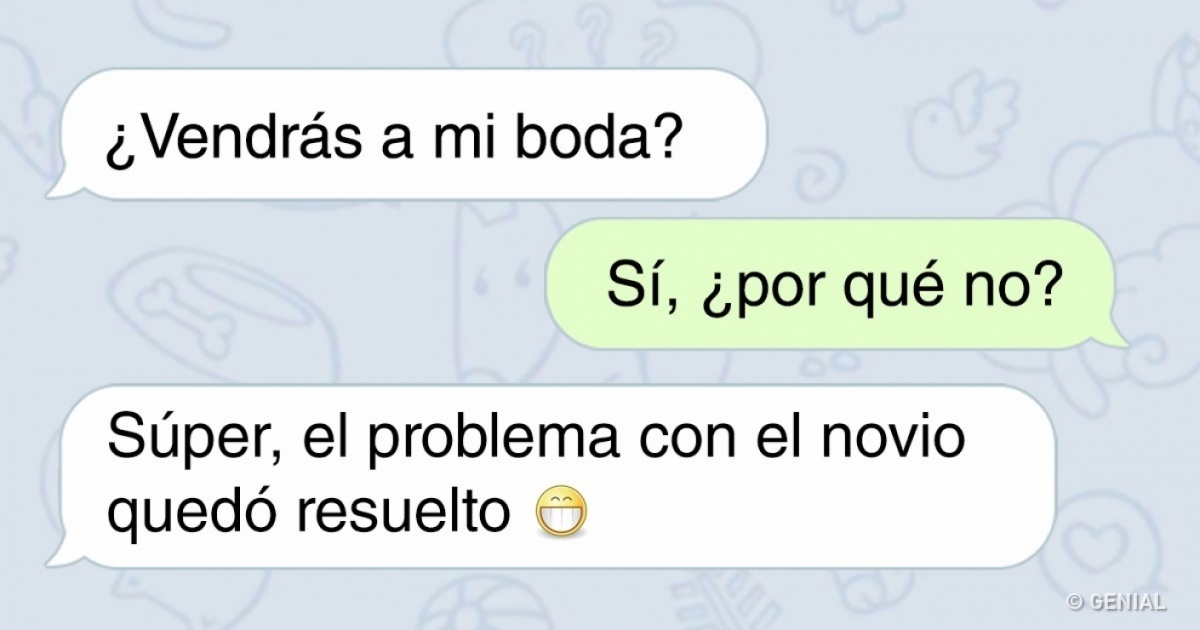 ¿Vendrás a mi boda?
Sí, ¿por qué no?
Súper, el problema con el novio
quedó resuelto 😁
© GENIAL